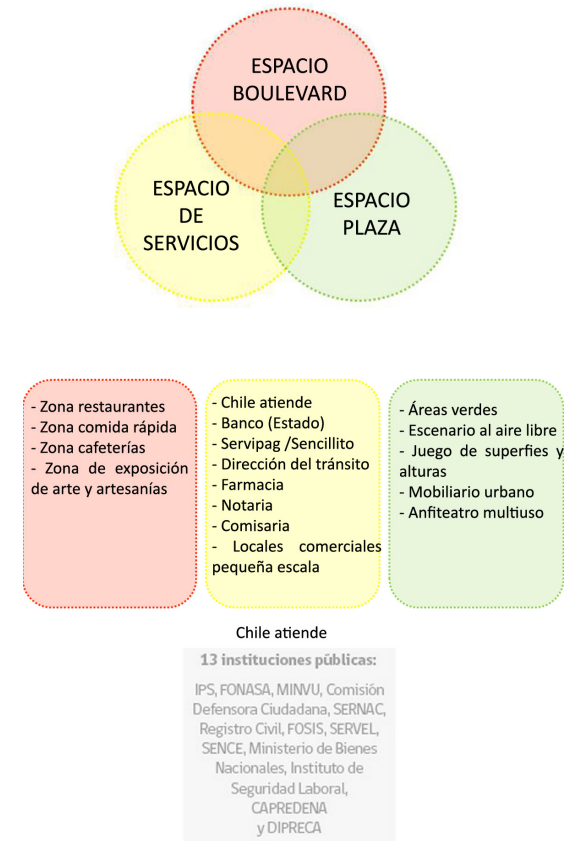 ESPACIO
BOULEVARD
ESPACIO
DE
SERVICIOS
ESPACIO
PLAZA
- Zona restaurantes
- Zona comida rápida
- Zona cafeterías
- Zona de exposición
de arte y artesanías
- Chile atiende
- Banco (Estado)
- Servipag /Sencillito
- Dirección del tránsito
- Farmacia
- Notaria
- Comisaria
- Locales comerciales
pequeña escala
- Áreas verdes
- Escenario al aire libre
- Juego de superfies y
alturas
- Mobiliario urbano
- Anfiteatro multiuso
Chile atiende
13 instituciones públicas:
IPS, FONASA, MINVU, Comisión
Defensora Ciudadana, SERNAC,
Registro Civil, FOSIS, SERVEL,
SENCE, Ministerio de Bienes
Nacionales, Instituto de
Seguridad Laboral,
CAPREDENA
y DIPRECA